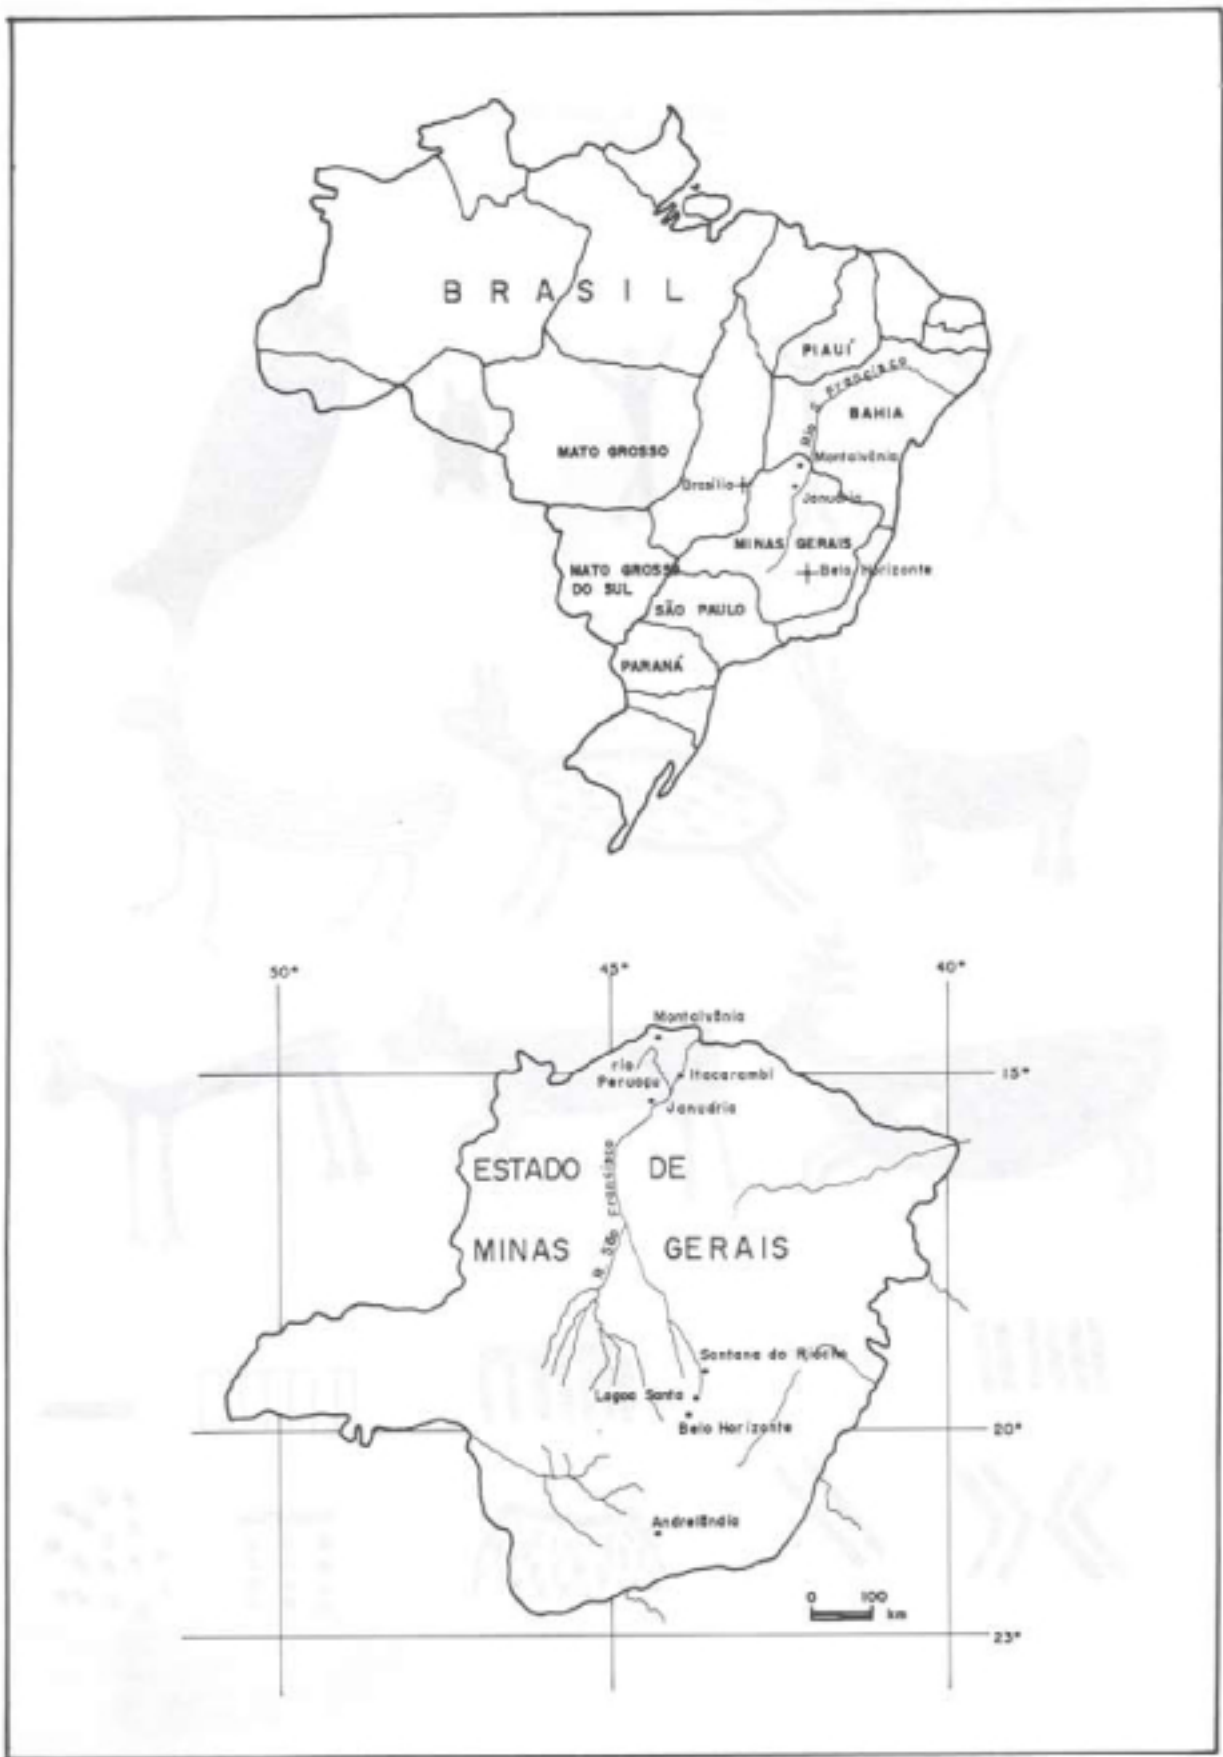 BRASIL
PIAUÍ
Rio S. Francisco
BAHIA
MATO GROSSO
Montalvânia
Brasília
Januária
MINAS GERAIS
MATO GROSSO
DO SUL
Belo Horizonte
SÃO PAULO
PARANÁ
50°
45°
40°
Montalvânia
rio
Peruaçu
Itacarambi
15°
Januária
ESTADO DE
R. São Francisco
MINAS GERAIS
Santana do Riacho
Lagoa Santa
Belo Horizonte
20°
Andrelândia
0 100
km
23°